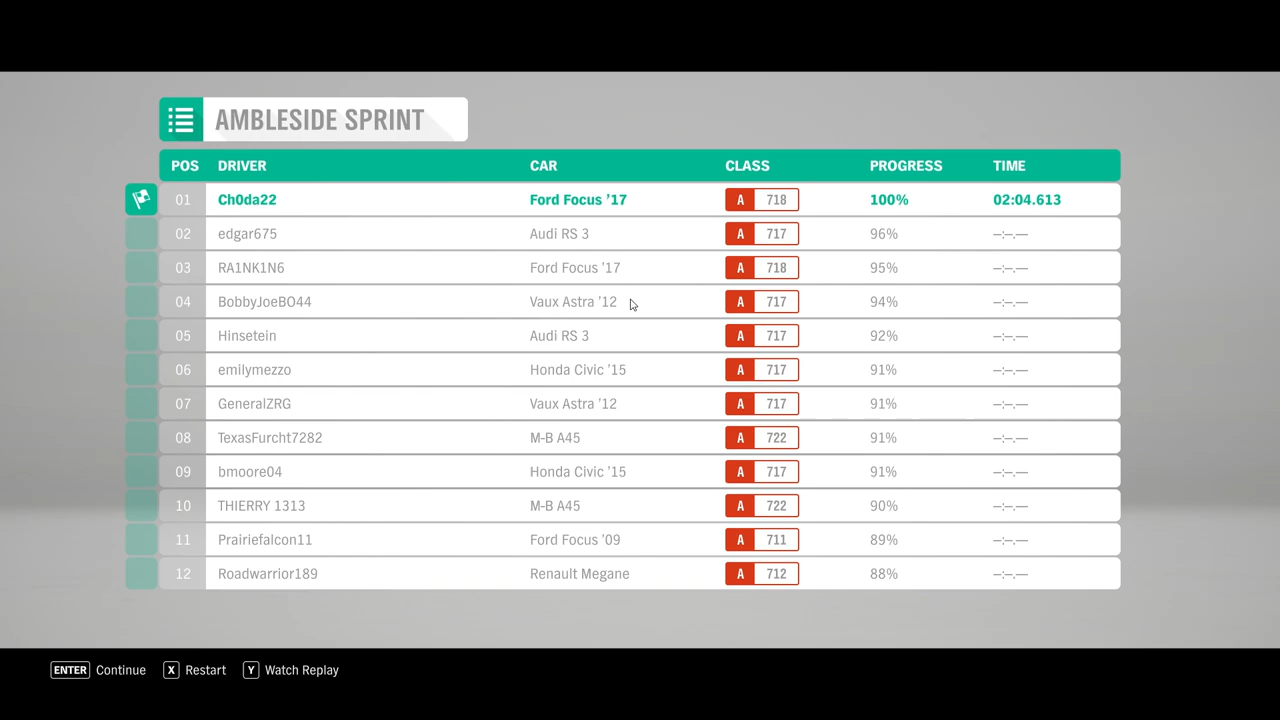 AMBLESIDE SPRINT
POS DRIVER CAR CLASS PROGRESS TIME
01 Ch0da22 Ford Focus '17 A 718 100% 02:04.613
02 edgar675 Audi RS 3 A 717 96% --:--.---
03 RA1NK1N6 Ford Focus '17 A 718 95% --:--.---
04 BobbyJoeBO44 Vaux Astra '12 A 717 94% --:--.---
05 Hinsetein Audi RS 3 A 717 92% --:--.---
06 emilymezzo Honda Civic '15 A 717 91% --:--.---
07 GeneralZRG Vaux Astra '12 A 717 91% --:--.---
08 TexasFurcht7282 M-B A45 A 722 91% --:--.---
09 bmoore04 Honda Civic '15 A 717 91% --:--.---
10 THIERRY 1313 M-B A45 A 722 90% --:--.---
11 Prairiefalcon11 Ford Focus '09 A 711 89% --:--.---
12 Roadwarrior189 Renault Megane A 712 88% --:--.---
ENTER Continue X Restart Y Watch Replay